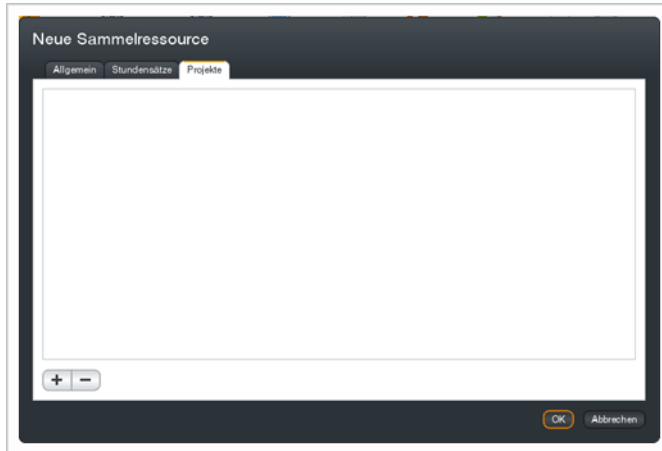 Neue Sammelressource
Allgemein Stundensätze Projekte
+ −
OK Abbrechen